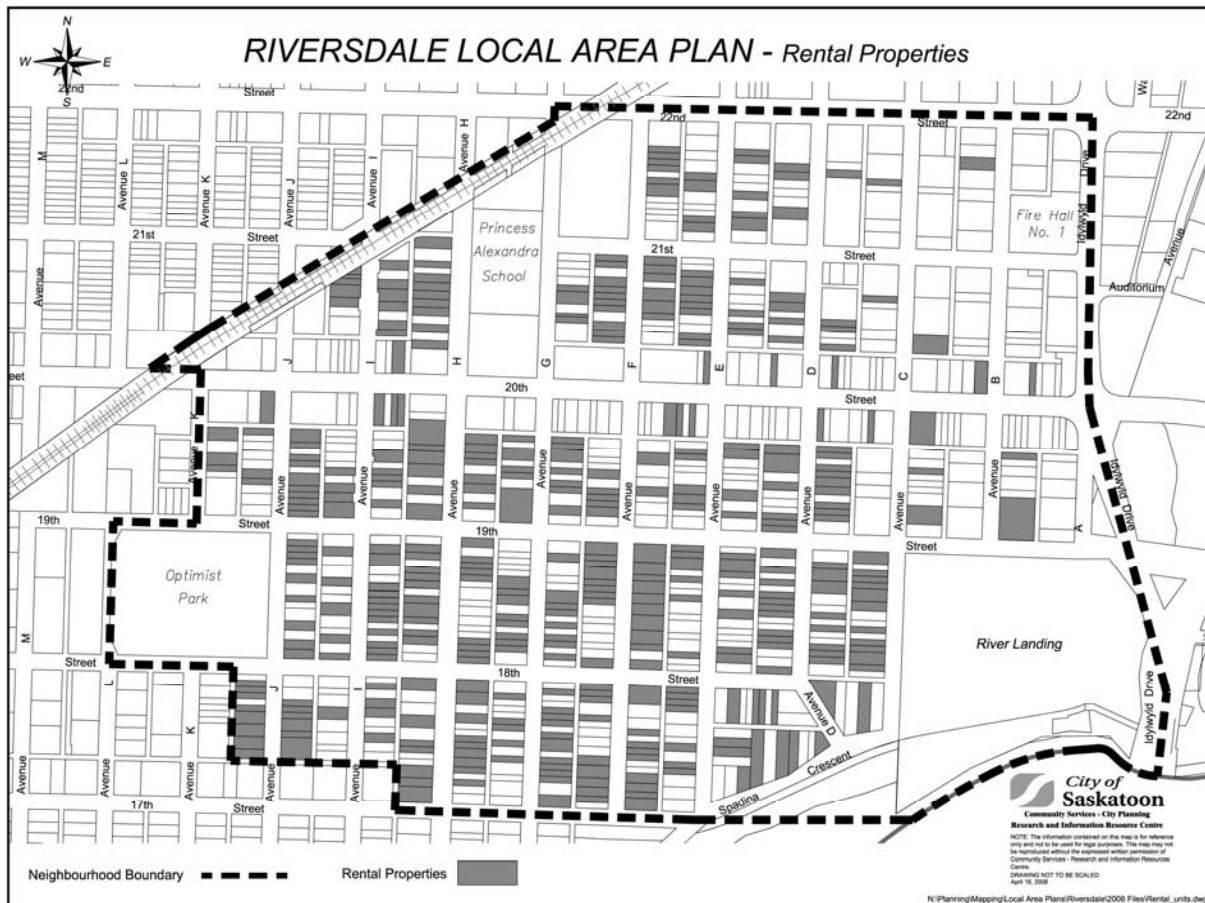 RIVERSDALE LOCAL AREA PLAN - Rental Properties
N
W
E
S
22nd
Street
22nd
Street
22nd
M
Avenue
Avenue L
Avenue K
Avenue J
Avenue I
Avenue H
Princess
Alexandra
School
Fire Hall
No. 1
Idylwyld Drive
Avenue
Auditorium
21st
Street
21st
Street
J
I
H
G
F
E
D
C
B
20th
Street
K
Avenue
Avenue
Avenue
Avenue
Avenue
Avenue
Avenue
Avenue
Avenue
Avenue
A
Idylwyld Drive
Idylwyld Drive
19th
Street
19th
Street
Optimist
Park
River Landing
M
Street
18th
Street
L
K
J
I
Avenue D
Spadina
Crescent
Idylwyld Drive
Avenue
Avenue
Avenue
Avenue
Avenue
17th
Street
City of
Saskatoon
Community Services - City Planning
Research and Information Resource Centre
NOTE: The information contained on this map is for reference
only and not to be used for legal purposes. This map may not
be reproduced without the expressed written permission of
Community Services - Research and Information Resources
Centre.
DRAWING NOT TO BE SCALED
April 16, 2008
Neighbourhood Boundary
Rental Properties
N:\Planning\Mapping\Local Area Plans\Riversdale\2008 Files\Rental_units.dwg